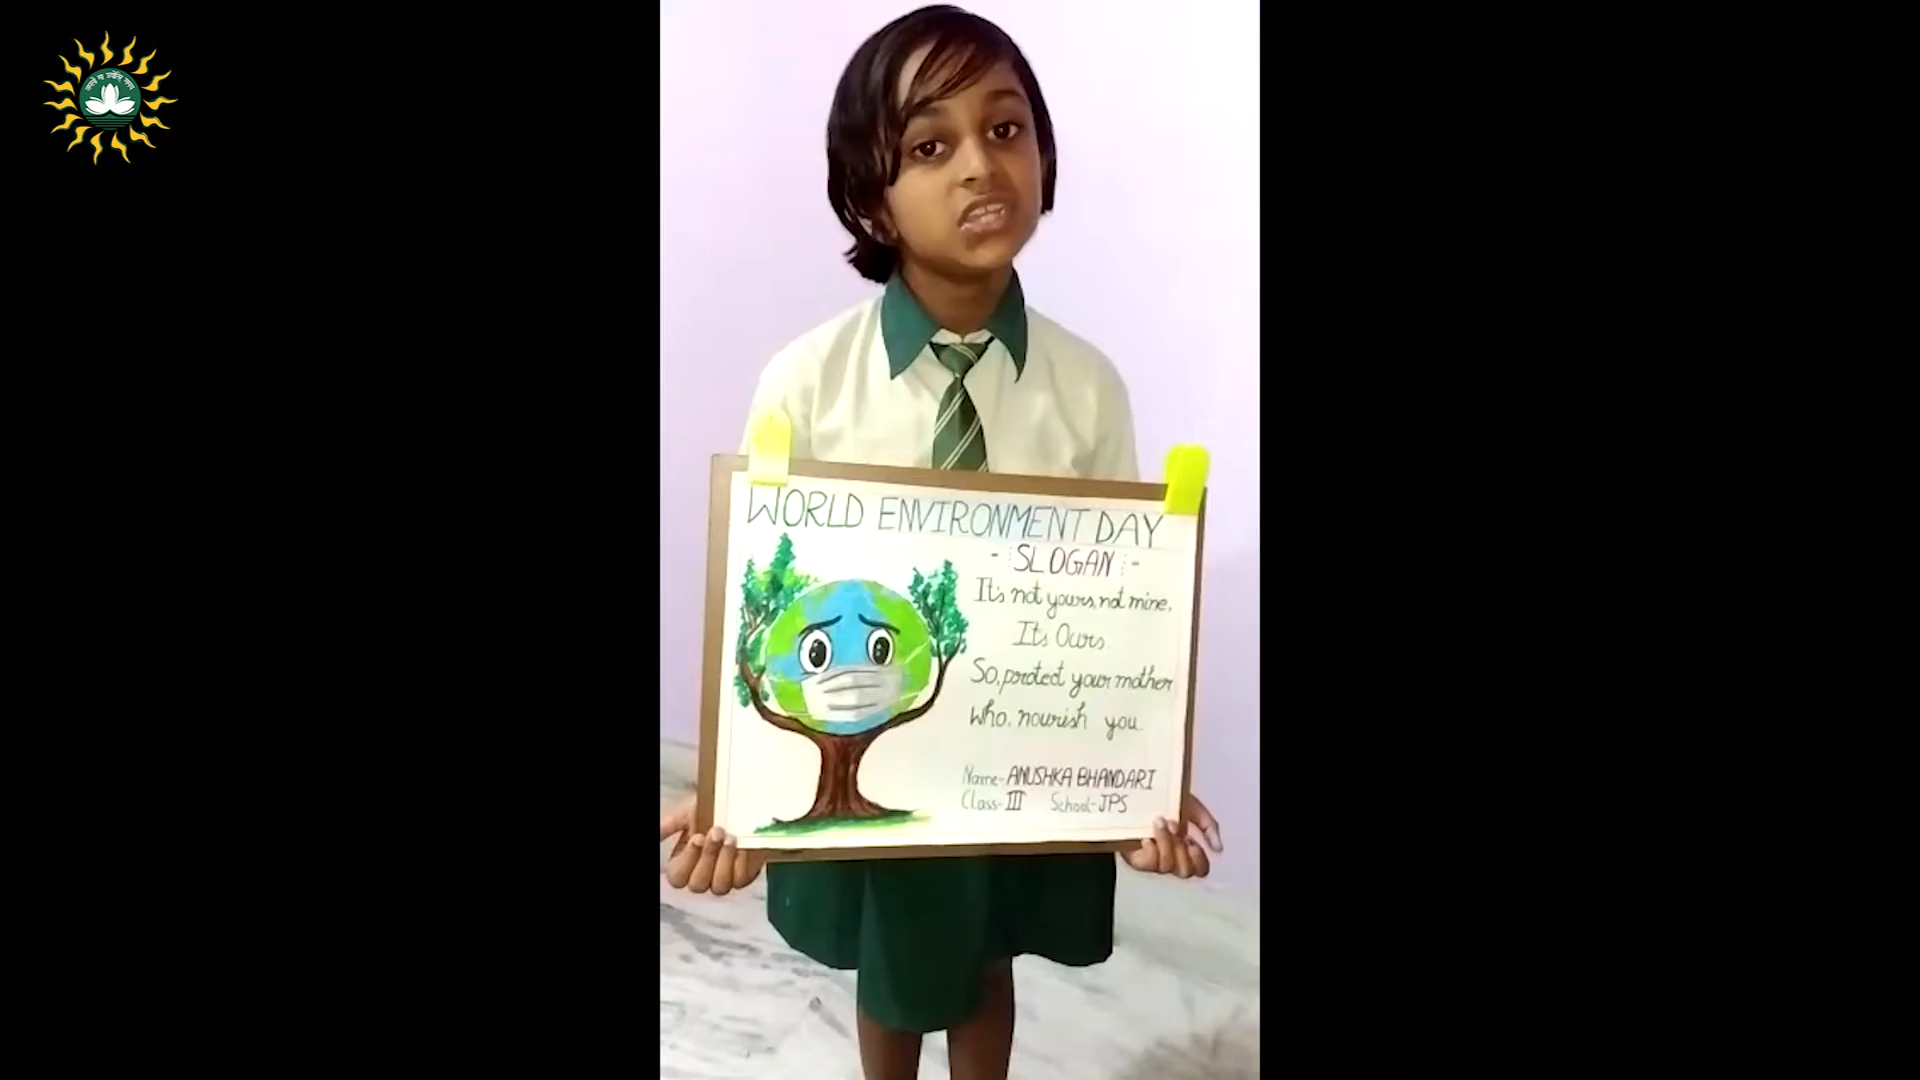 WORLD ENVIRONMENT DAY
- :SLOGAN: -
It's not yours, not mine,
It's Ours.
So, protect your mother
Who, nourish you.
Name- ANUSHKA BHANDARI
Class- III School- JPS